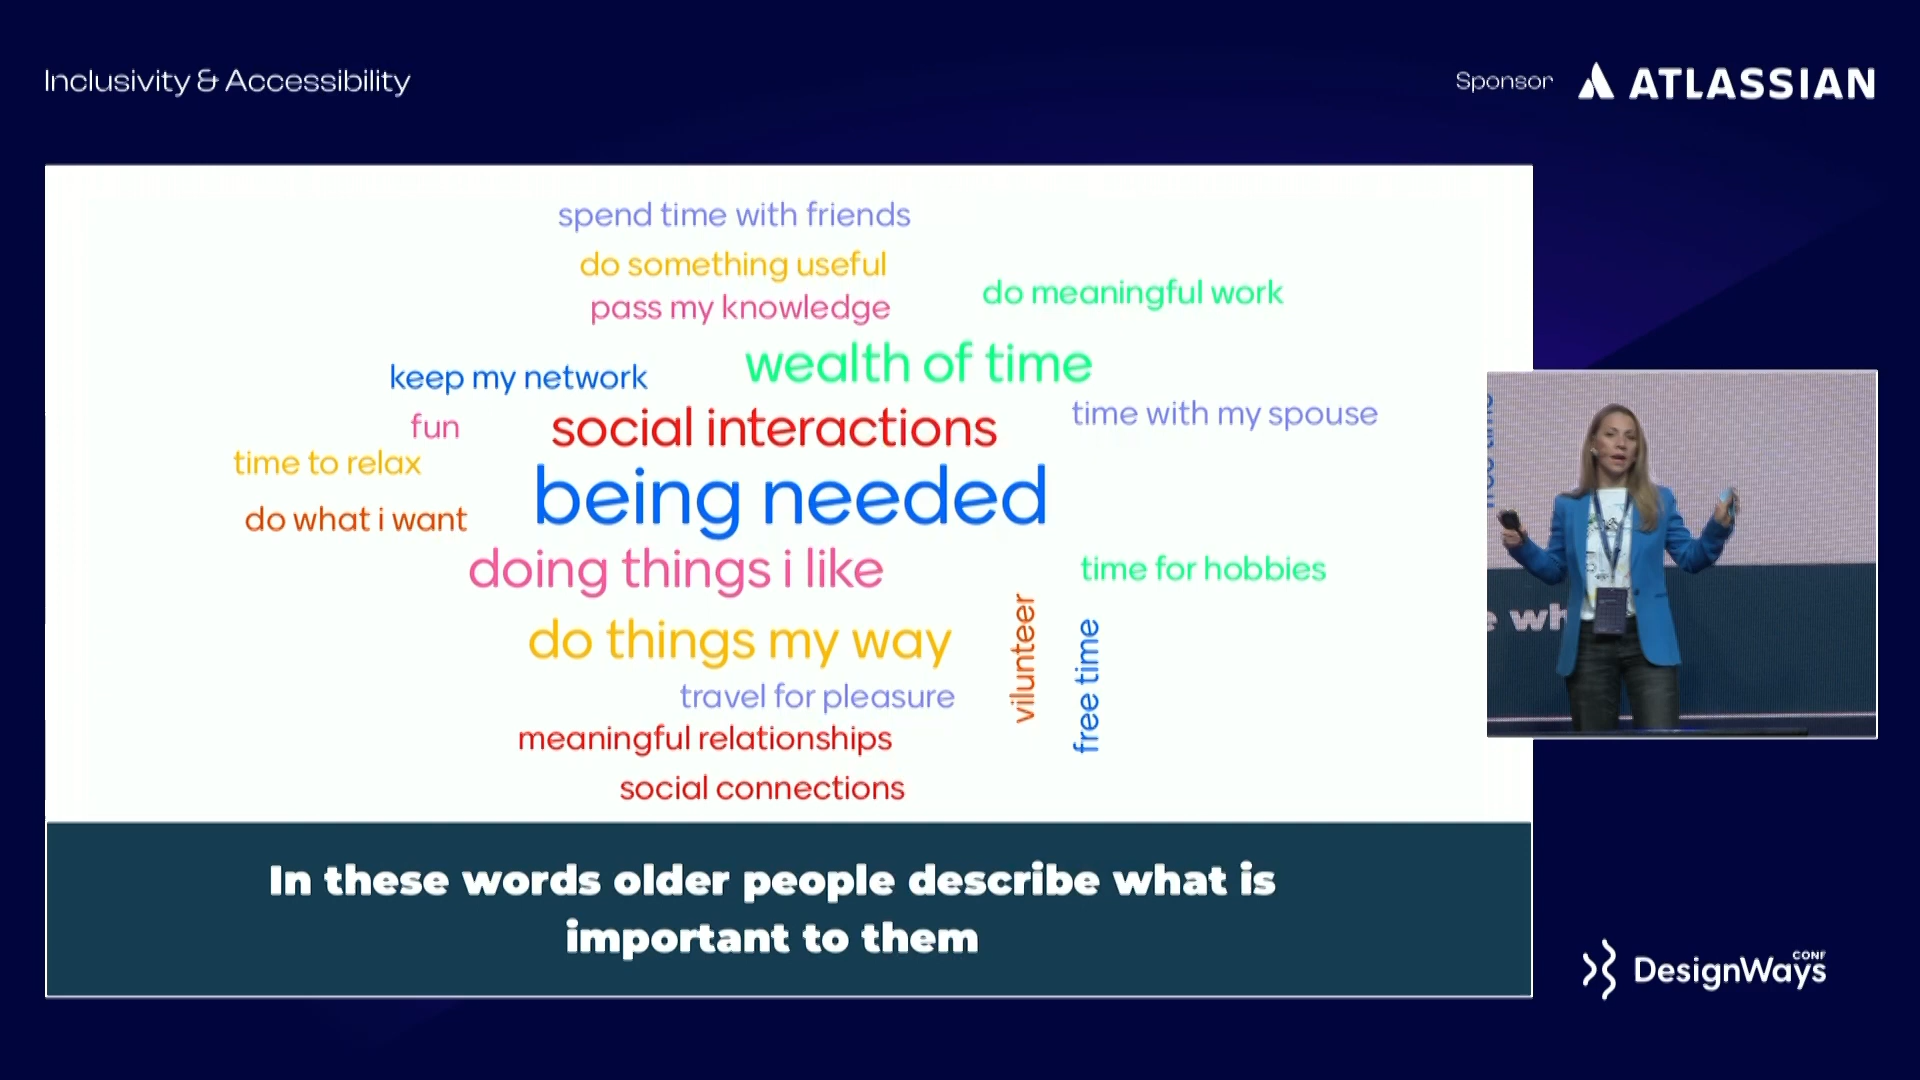 Inclusivity & Accessibility
Sponsor ATLASSIAN
spend time with friends
do something useful
do meaningful work
pass my knowledge
wealth of time
keep my network
time with my spouse
fun
social interactions
time to relax
being needed
do what i want
doing things i like
time for hobbies
do things my way
vilunteer
free time
travel for pleasure
meaningful relationships
social connections
In these words older people describe what is
important to them
DesignWays CONF